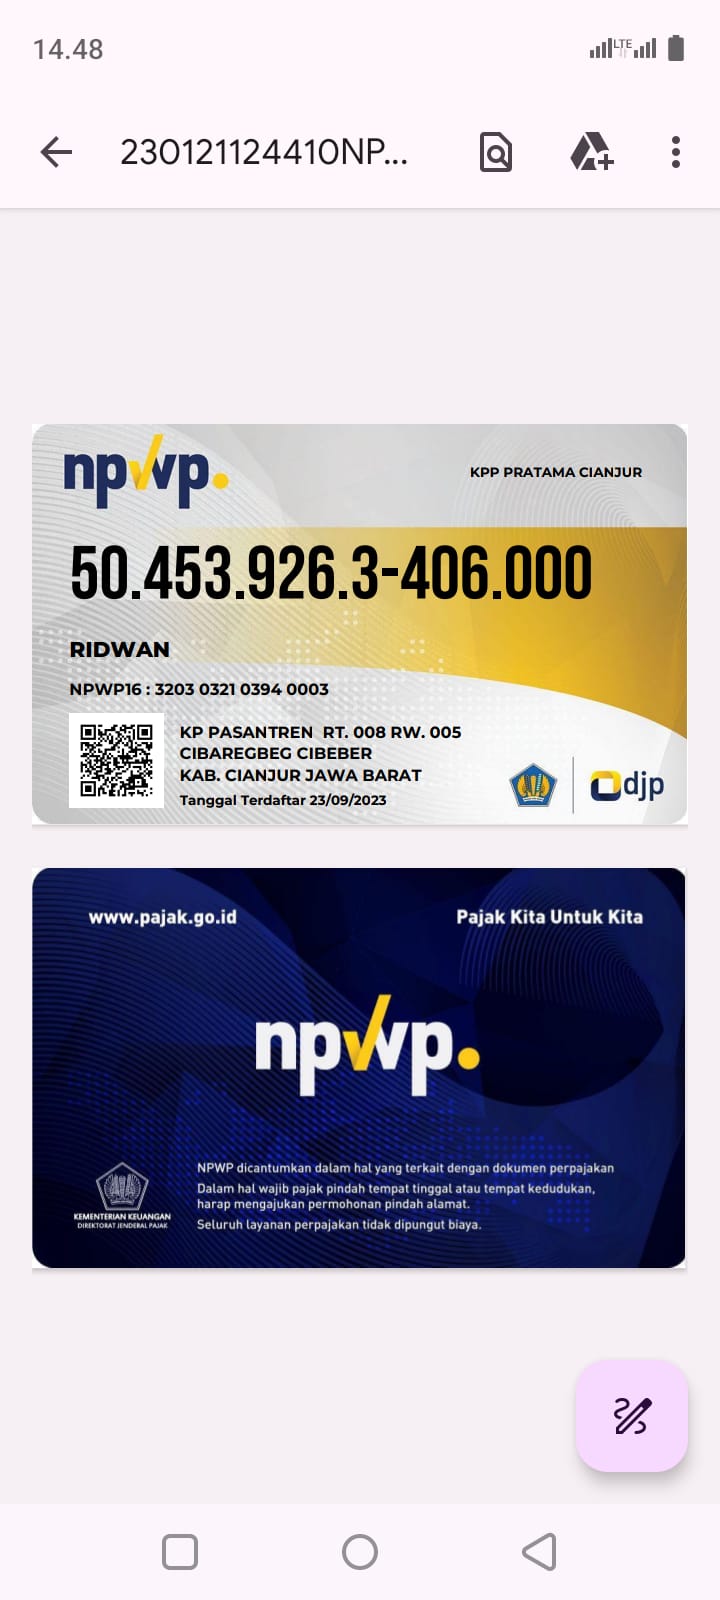 14.48
LTE
230121124410NP...
npwp.
KPP PRATAMA CIANJUR
50.453.926.3-406.000
RIDWAN
NPWP16 : 3203 0321 0394 0003
KP PASANTREN RT. 008 RW. 005
CIBAREGBEG CIBEBER
KAB. CIANJUR JAWA BARAT
Tanggal Terdaftar 23/09/2023
djp
www.pajak.go.id
Pajak Kita Untuk Kita
npwp.
NPWP dicantumkan dalam hal yang terkait dengan dokumen perpajakan
Dalam hal wajib pajak pindah tempat tinggal atau tempat kedudukan,
harap mengajukan permohonan pindah alamat.
Seluruh layanan perpajakan tidak dipungut biaya.
KEMENTERIAN KEUANGAN
DIREKTORAT JENDERAL PAJAK